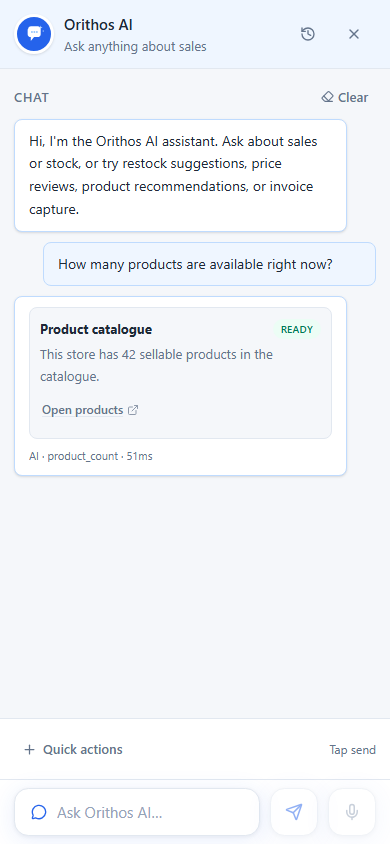 Orithos AI
Ask anything about sales
CHAT
Clear
Hi, I'm the Orithos AI assistant. Ask about sales
or stock, or try restock suggestions, price
reviews, product recommendations, or invoice
capture.
How many products are available right now?
Product catalogue
READY
This store has 42 sellable products in the
catalogue.
Open products
AI · product_count · 51ms
Quick actions
Tap send
Ask Orithos AI...